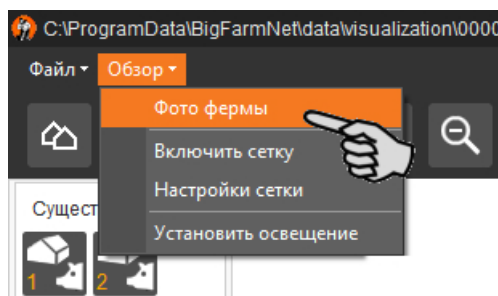 C:\ProgramData\BigFarmNet\data\visualization\0000
Файл Обзор
Фото фермы
Включить сетку
Настройки сетки
Сущест
Установить освещение
1 2